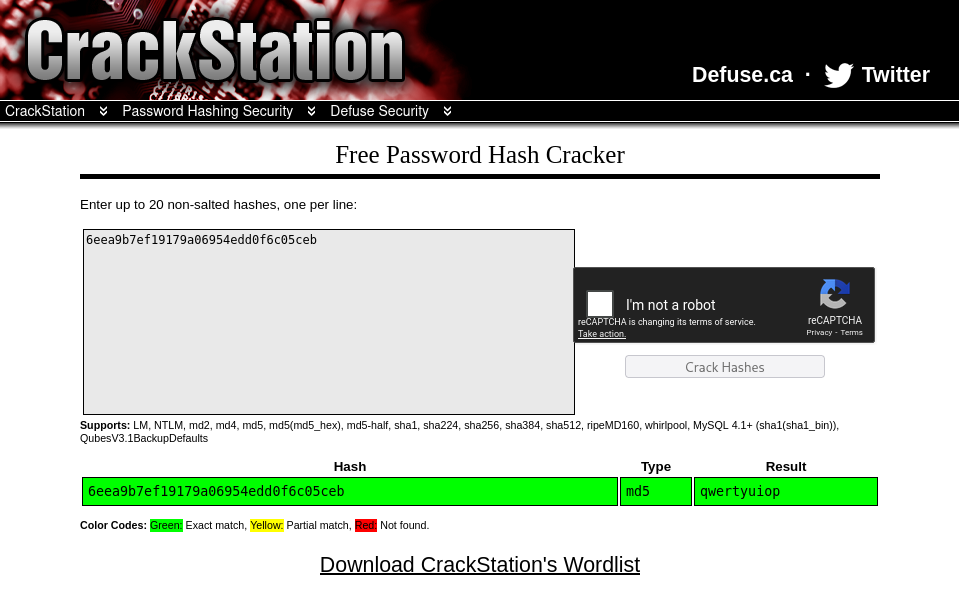 CrackStation
Defuse.ca · Twitter
CrackStation Password Hashing Security Defuse Security
Free Password Hash Cracker
Enter up to 20 non-salted hashes, one per line:
6eea9b7ef19179a06954edd0f6c05ceb
I'm not a robot
reCAPTCHA is changing its terms of service.
Take action.
reCAPTCHA
Privacy - Terms
Crack Hashes
Supports: LM, NTLM, md2, md4, md5, md5(md5_hex), md5-half, sha1, sha224, sha256, sha384, sha512, ripeMD160, whirlpool, MySQL 4.1+ (sha1(sha1_bin)),
QubesV3.1BackupDefaults
Hash Type Result
6eea9b7ef19179a06954edd0f6c05ceb md5 qwertyuiop
Color Codes: Green: Exact match, Yellow: Partial match, Red: Not found.
Download CrackStation's Wordlist